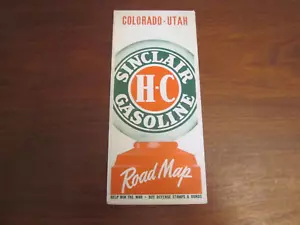 COLORADO-UTAH
SINCLAIR
H-C
GASOLINE
Road Map
HELP WIN THE WAR • BUY DEFENSE STAMPS & BONDS